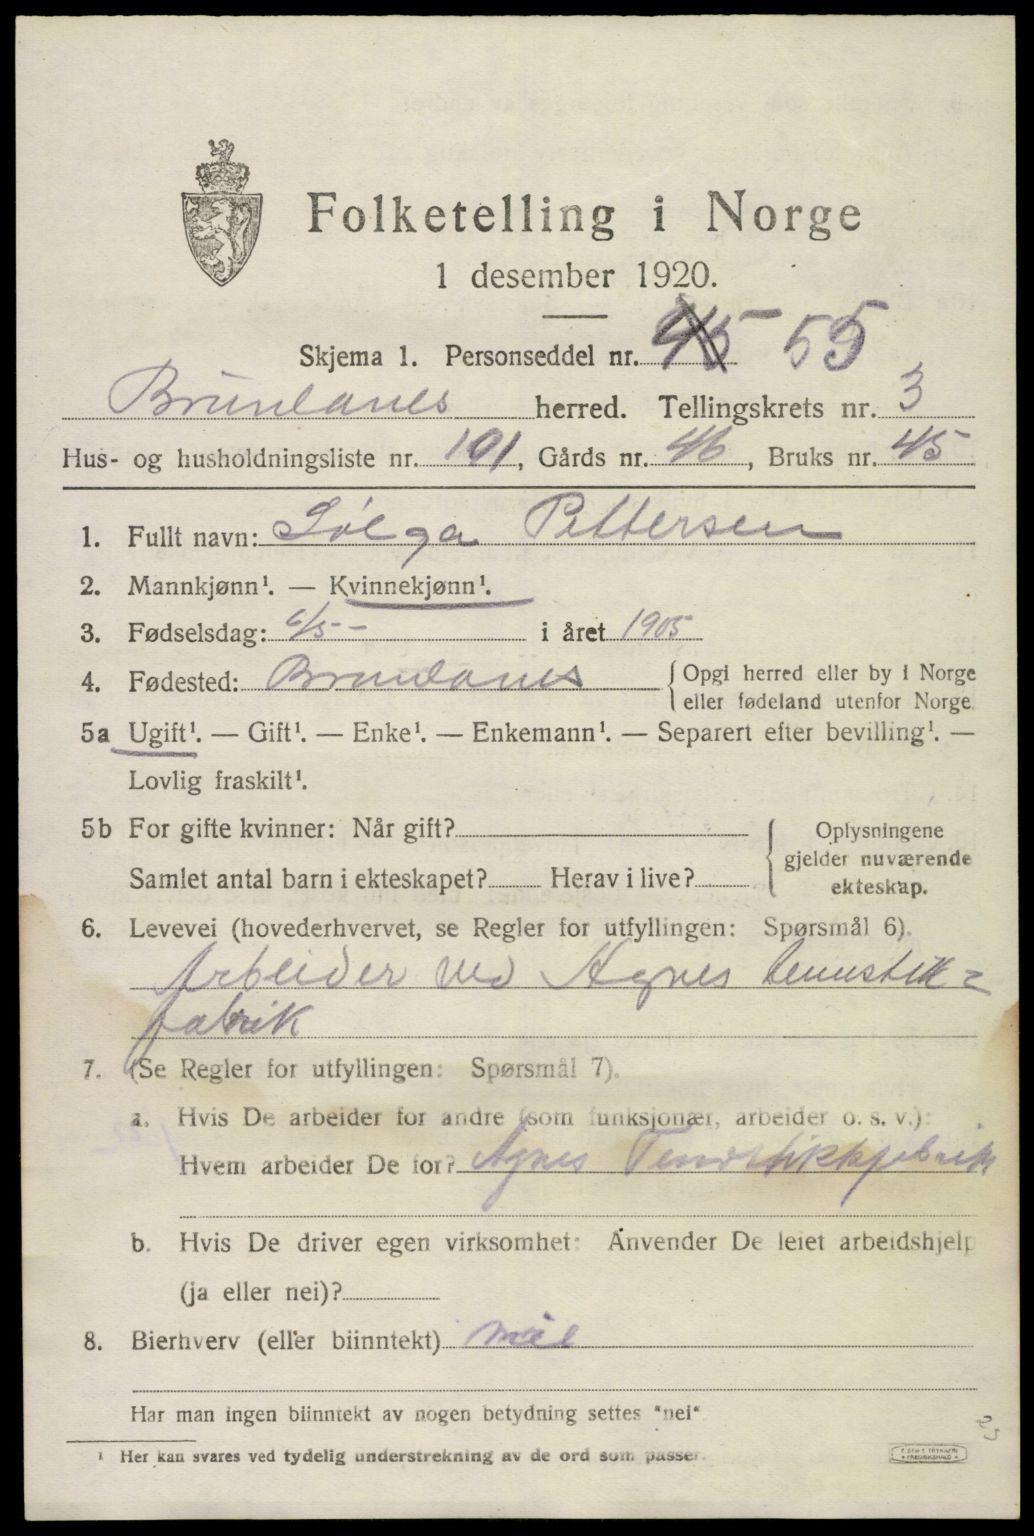 Folketelling i Norge
1 desember 1920.
Skjema 1. Personseddel nr. 45 55
Brunlanes herred. Tellingskrets nr. 3
Hus- og husholdningsliste nr. 101, Gårds nr. 46, Bruks nr. 45
1. Fullt navn: Sølga Pettersen
2. Mannkjønn¹. — Kvinnekjønn¹.
3. Fødselsdag: 6/5 - - i året 1905
4. Fødested: Brunlanes { Opgi herred eller by i Norge
eller fødeland utenfor Norge.
5a Ugift¹. — Gift¹. — Enke¹. — Enkemann¹. — Separert efter bevilling¹. —
Lovlig fraskilt¹.
5b For gifte kvinner: Når gift?
Samlet antal barn i ekteskapet? Herav i live?
Oplysningene
gjelder nuværende
ekteskap.
6. Levevei (hovederhvervet, se Regler for utfyllingen: Spørsmål 6).
Arbeider ved Agnes
fabrik
7. (Se Regler for utfyllingen: Spørsmål 7).
a. Hvis De arbeider for andre (som funksjonær, arbeider o. s. v.):
Hvem arbeider De for? Agnes Tendstikkfabrik
b. Hvis De driver egen virksomhet: Anvender De leiet arbeidshjelp
(ja eller nei)?
8. Bierhverv (eller biinntekt)
Har man ingen biinntekt av nogen betydning settes "nei"
¹ Her kan svares ved tydelig understrekning av de ord som passer.